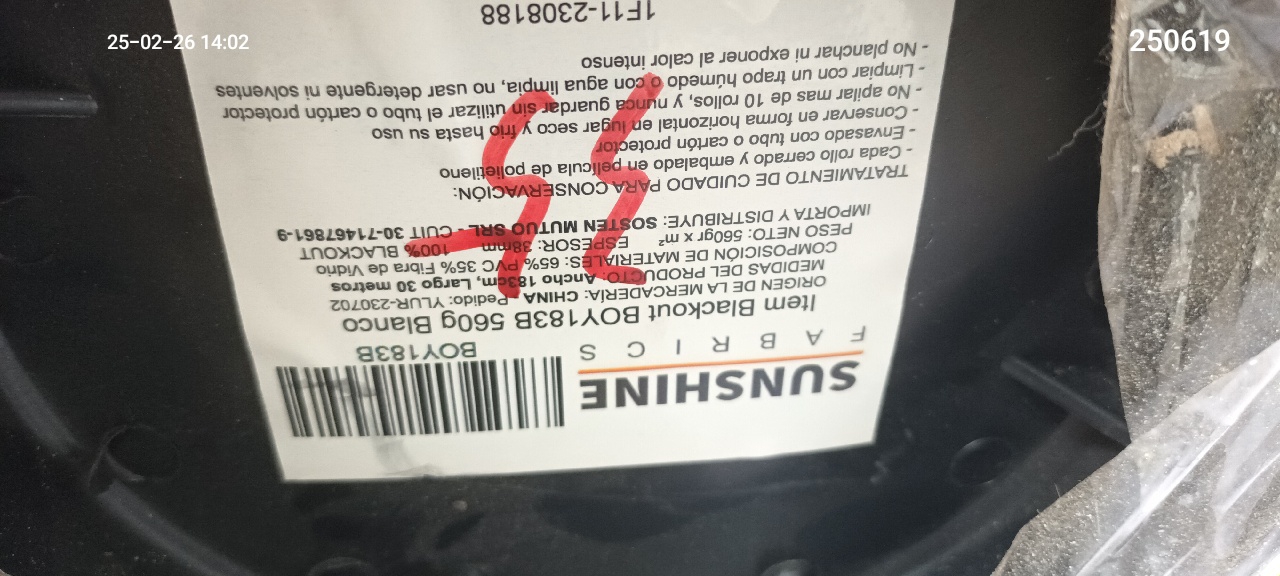 25-02-26 14:02
250619
SUNSHINE
FABRICS
BOY183B
Item Blackout BOY183B 560g Blanco
ORIGEN DE LA MERCADERÍA: CHINA - Pedido: YLUR-230702
MEDIDAS DEL PRODUCTO: Ancho 183cm, Largo 30 metros
COMPOSICIÓN DE MATERIALES: 65% PVC 35% Fibra de Vidrio
PESO NETO: 560gr x m² ESPESOR: 38mm 100% BLACKOUT
IMPORTA Y DISTRIBUYE: SOSTEN MUTUO SRL - CUIT 30-71467861-9
TRATAMIENTO DE CUIDADO PARA CONSERVACIÓN:
- Cada rollo cerrado y embalado en película de polietileno
- Envasado con tubo o cartón protector
- Conservar en forma horizontal en lugar seco y frio hasta su uso
- No apilar mas de 10 rollos, y nunca guardar sin utilizar el tubo o cartón protector
- Limpiar con un trapo húmedo o con agua limpia, no usar detergente ni solventes
- No planchar ni exponer al calor intenso
1F11-2308188